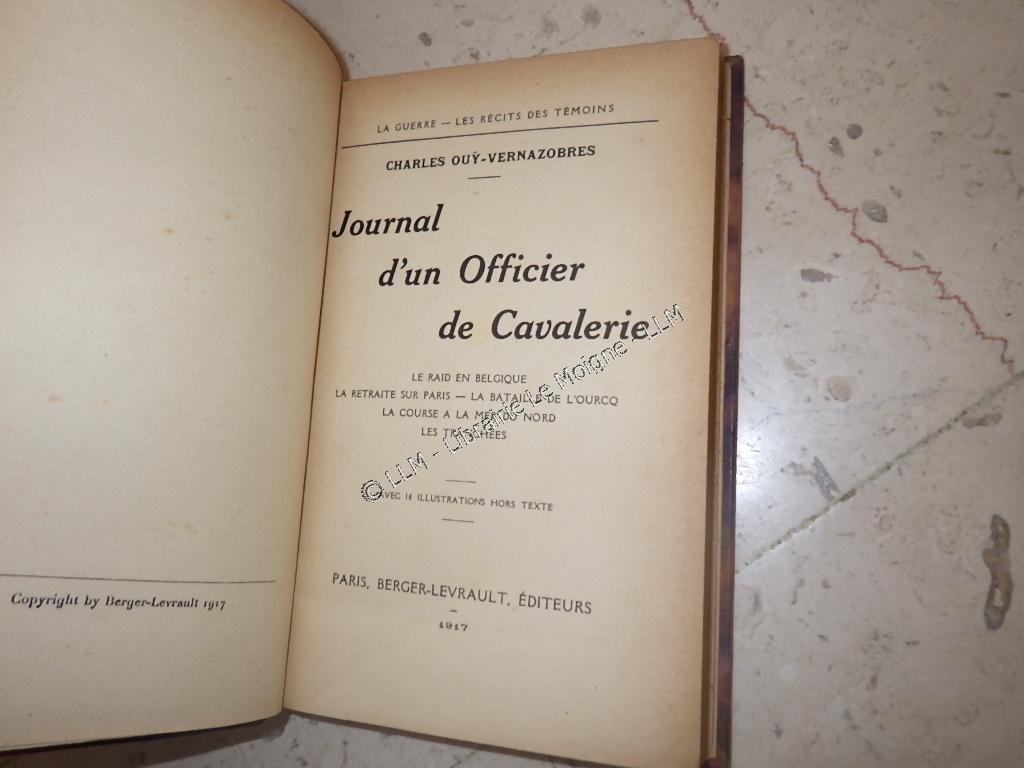 Copyright by Berger-Levrault 1917
LA GUERRE — LES RÉCITS DES TÉMOINS
CHARLES OUŸ-VERNAZOBRES
Journal
d'un Officier
de Cavalerie
LE RAID EN BELGIQUE
LA RETRAITE SUR PARIS — LA BATAILLE DE L'OURCQ
LA COURSE A LA MER DU NORD
LES TRANCHÉES
AVEC 16 ILLUSTRATIONS HORS TEXTE
PARIS, BERGER-LEVRAULT, ÉDITEURS
1917
© LLM - Librairie Le Moigne - LLM